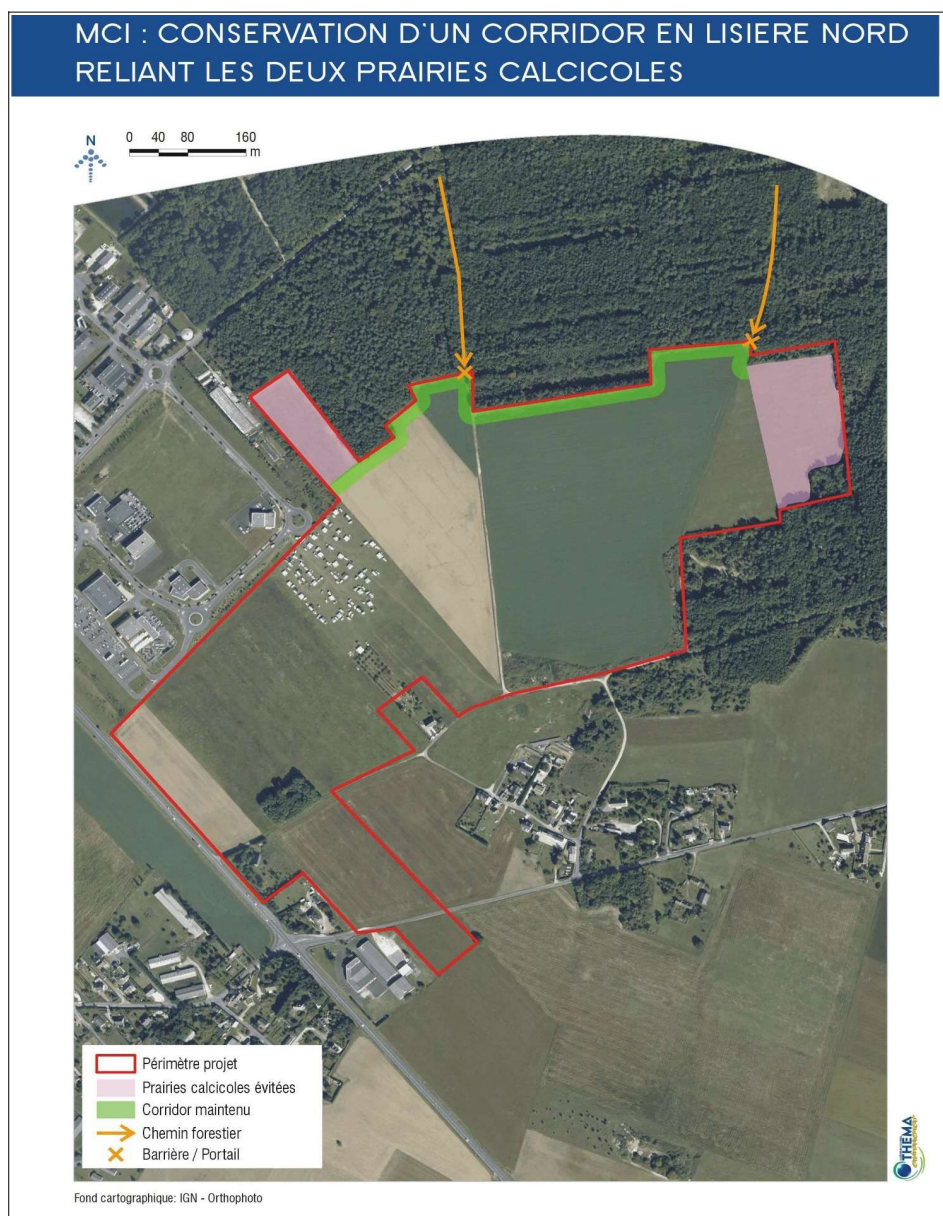 MCI : CONSERVATION D'UN CORRIDOR EN LISIERE NORD
RELIANT LES DEUX PRAIRIES CALCICOLES
N
0 40 80 160
m
Périmètre projet
Prairies calcicoles évitées
Corridor maintenu
Chemin forestier
Barrière / Portail
THEMA
Fond cartographique: IGN - Orthophoto